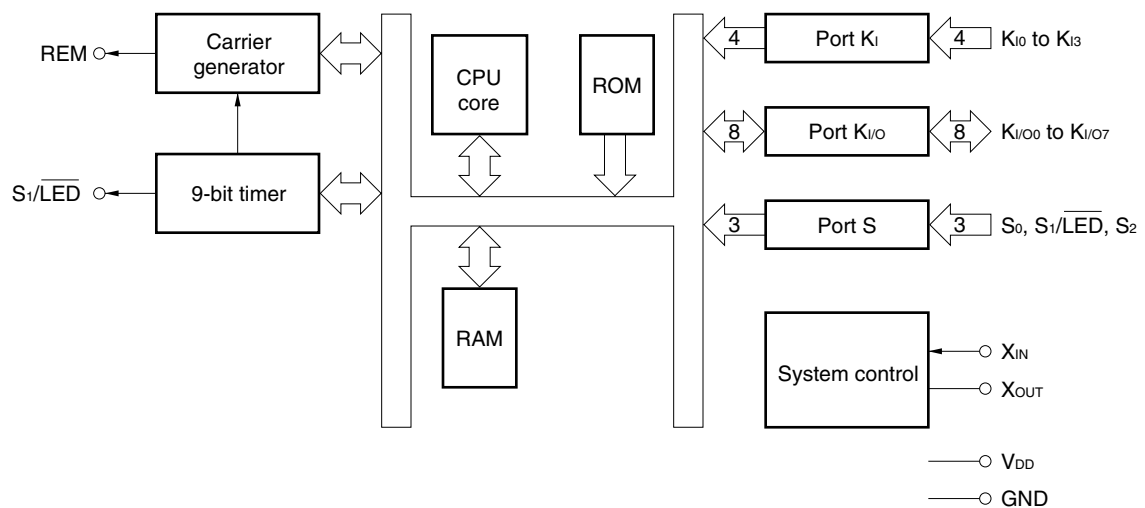 REM
Carrier
generator
S1/L̅E̅D̅
9-bit timer
CPU
core
ROM
RAM
4
Port KI
4
KI0 to KI3
8
Port KI/O
8
KI/O0 to KI/O7
3
Port S
3
S0, S1/L̅E̅D̅, S2
System control
XIN
XOUT
VDD
GND